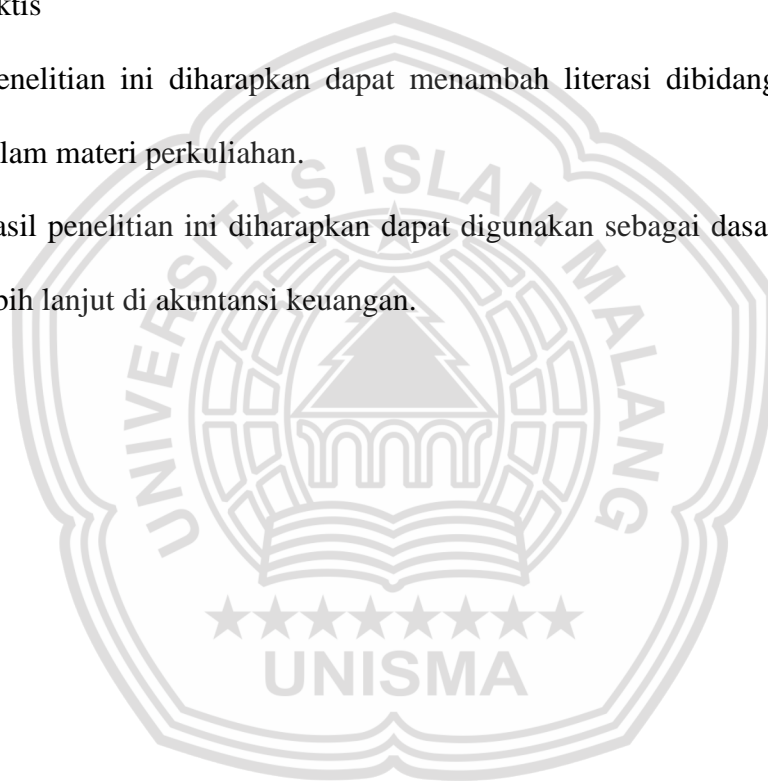 ktis
enelitian ini diharapkan dapat menambah literasi dibidang
lam materi perkuliahan.
asil penelitian ini diharapkan dapat digunakan sebagai dasa
bih lanjut di akuntansi keuangan.
UNIVERSITAS ISLAM MALANG
UNISMA